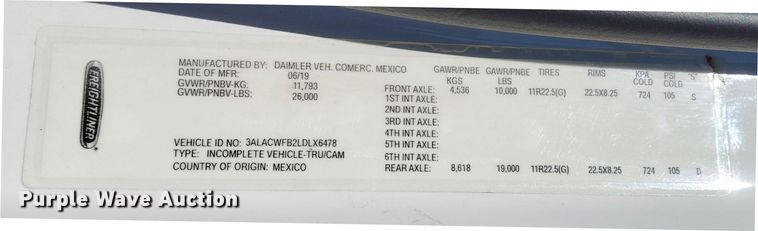 FREIGHTLINER
MANUFACTURED BY: DAIMLER VEH. COMERC. MEXICO
DATE OF MFR: 06/19
GVWR/PNBV-KG: 11,793
GVWR/PNBV-LBS: 26,000
VEHICLE ID NO: 3ALACWFB2LDLX6478
TYPE: INCOMPLETE VEHICLE-TRU/CAM
COUNTRY OF ORIGIN: MEXICO
GAWR/PNBE KGS GAWR/PNBE LBS TIRES RIMS KPA COLD PSI COLD "S"
FRONT AXLE: 4,536 10,000 11R22.5(G) 22.5X8.25 724 105 S
1ST INT AXLE:
2ND INT AXLE:
3RD INT AXLE:
4TH INT AXLE:
5TH INT AXLE:
6TH INT AXLE:
REAR AXLE: 8,618 19,000 11R22.5(G) 22.5X8.25 724 105 D
Purple Wave Auction